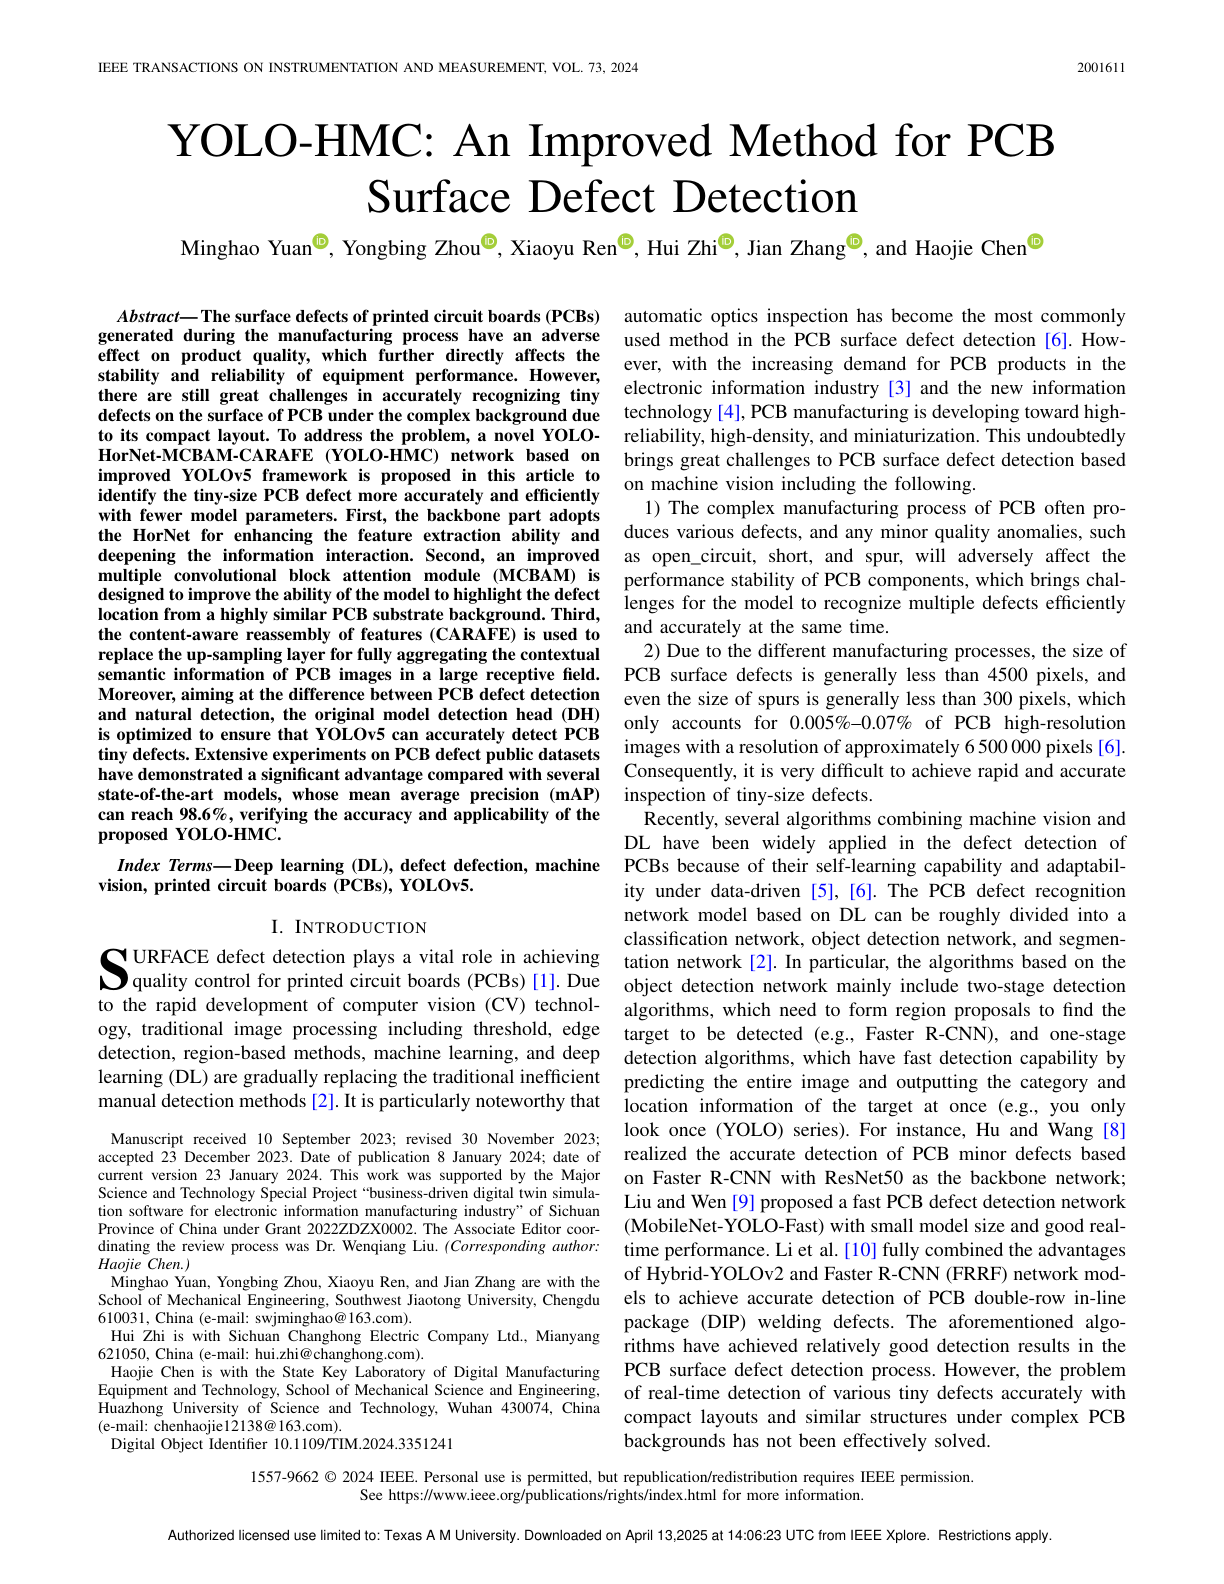 IEEE TRANSACTIONS ON INSTRUMENTATION AND MEASUREMENT, VOL. 73, 2024
2001611
YOLO-HMC: An Improved Method for PCB
Surface Defect Detection
Minghao Yuan, Yongbing Zhou, Xiaoyu Ren, Hui Zhi, Jian Zhang, and Haojie Chen
Abstract—The surface defects of printed circuit boards (PCBs)
generated during the manufacturing process have an adverse
effect on product quality, which further directly affects the
stability and reliability of equipment performance. However,
there are still great challenges in accurately recognizing tiny
defects on the surface of PCB under the complex background due
to its compact layout. To address the problem, a novel YOLO-
HorNet-MCBAM-CARAFE (YOLO-HMC) network based on
improved YOLOv5 framework is proposed in this article to
identify the tiny-size PCB defect more accurately and efficiently
with fewer model parameters. First, the backbone part adopts
the HorNet for enhancing the feature extraction ability and
deepening the information interaction. Second, an improved
multiple convolutional block attention module (MCBAM) is
designed to improve the ability of the model to highlight the defect
location from a highly similar PCB substrate background. Third,
the content-aware reassembly of features (CARAFE) is used to
replace the up-sampling layer for fully aggregating the contextual
semantic information of PCB images in a large receptive field.
Moreover, aiming at the difference between PCB defect detection
and natural detection, the original model detection head (DH)
is optimized to ensure that YOLOv5 can accurately detect PCB
tiny defects. Extensive experiments on PCB defect public datasets
have demonstrated a significant advantage compared with several
state-of-the-art models, whose mean average precision (mAP)
can reach 98.6%, verifying the accuracy and applicability of the
proposed YOLO-HMC.
Index Terms—Deep learning (DL), defect defection, machine
vision, printed circuit boards (PCBs), YOLOv5.
I. INTRODUCTION
SURFACE defect detection plays a vital role in achieving
quality control for printed circuit boards (PCBs) [1]. Due
to the rapid development of computer vision (CV) technol-
ogy, traditional image processing including threshold, edge
detection, region-based methods, machine learning, and deep
learning (DL) are gradually replacing the traditional inefficient
manual detection methods [2]. It is particularly noteworthy that
Manuscript received 10 September 2023; revised 30 November 2023;
accepted 23 December 2023. Date of publication 8 January 2024; date of
current version 23 January 2024. This work was supported by the Major
Science and Technology Special Project “business-driven digital twin simula-
tion software for electronic information manufacturing industry” of Sichuan
Province of China under Grant 2022ZDZX0002. The Associate Editor coor-
dinating the review process was Dr. Wenqiang Liu. (Corresponding author:
Haojie Chen.)
Minghao Yuan, Yongbing Zhou, Xiaoyu Ren, and Jian Zhang are with the
School of Mechanical Engineering, Southwest Jiaotong University, Chengdu
610031, China (e-mail: swjminghao@163.com).
Hui Zhi is with Sichuan Changhong Electric Company Ltd., Mianyang
621050, China (e-mail: hui.zhi@changhong.com).
Haojie Chen is with the State Key Laboratory of Digital Manufacturing
Equipment and Technology, School of Mechanical Science and Engineering,
Huazhong University of Science and Technology, Wuhan 430074, China
(e-mail: chenhaojie12138@163.com).
Digital Object Identifier 10.1109/TIM.2024.3351241
automatic optics inspection has become the most commonly
used method in the PCB surface defect detection [6]. How-
ever, with the increasing demand for PCB products in the
electronic information industry [3] and the new information
technology [4], PCB manufacturing is developing toward high-
reliability, high-density, and miniaturization. This undoubtedly
brings great challenges to PCB surface defect detection based
on machine vision including the following.
1) The complex manufacturing process of PCB often pro-
duces various defects, and any minor quality anomalies, such
as open_circuit, short, and spur, will adversely affect the
performance stability of PCB components, which brings chal-
lenges for the model to recognize multiple defects efficiently
and accurately at the same time.
2) Due to the different manufacturing processes, the size of
PCB surface defects is generally less than 4500 pixels, and
even the size of spurs is generally less than 300 pixels, which
only accounts for 0.005%–0.07% of PCB high-resolution
images with a resolution of approximately 6 500 000 pixels [6].
Consequently, it is very difficult to achieve rapid and accurate
inspection of tiny-size defects.
Recently, several algorithms combining machine vision and
DL have been widely applied in the defect detection of
PCBs because of their self-learning capability and adaptabil-
ity under data-driven [5], [6]. The PCB defect recognition
network model based on DL can be roughly divided into a
classification network, object detection network, and segmen-
tation network [2]. In particular, the algorithms based on the
object detection network mainly include two-stage detection
algorithms, which need to form region proposals to find the
target to be detected (e.g., Faster R-CNN), and one-stage
detection algorithms, which have fast detection capability by
predicting the entire image and outputting the category and
location information of the target at once (e.g., you only
look once (YOLO) series). For instance, Hu and Wang [8]
realized the accurate detection of PCB minor defects based
on Faster R-CNN with ResNet50 as the backbone network;
Liu and Wen [9] proposed a fast PCB defect detection network
(MobileNet-YOLO-Fast) with small model size and good real-
time performance. Li et al. [10] fully combined the advantages
of Hybrid-YOLOv2 and Faster R-CNN (FRRF) network mod-
els to achieve accurate detection of PCB double-row in-line
package (DIP) welding defects. The aforementioned algo-
rithms have achieved relatively good detection results in the
PCB surface defect detection process. However, the problem
of real-time detection of various tiny defects accurately with
compact layouts and similar structures under complex PCB
backgrounds has not been effectively solved.
1557-9662 © 2024 IEEE. Personal use is permitted, but republication/redistribution requires IEEE permission.
See https://www.ieee.org/publications/rights/index.html for more information.
Authorized licensed use limited to: Texas A M University. Downloaded on April 13,2025 at 14:06:23 UTC from IEEE Xplore. Restrictions apply.